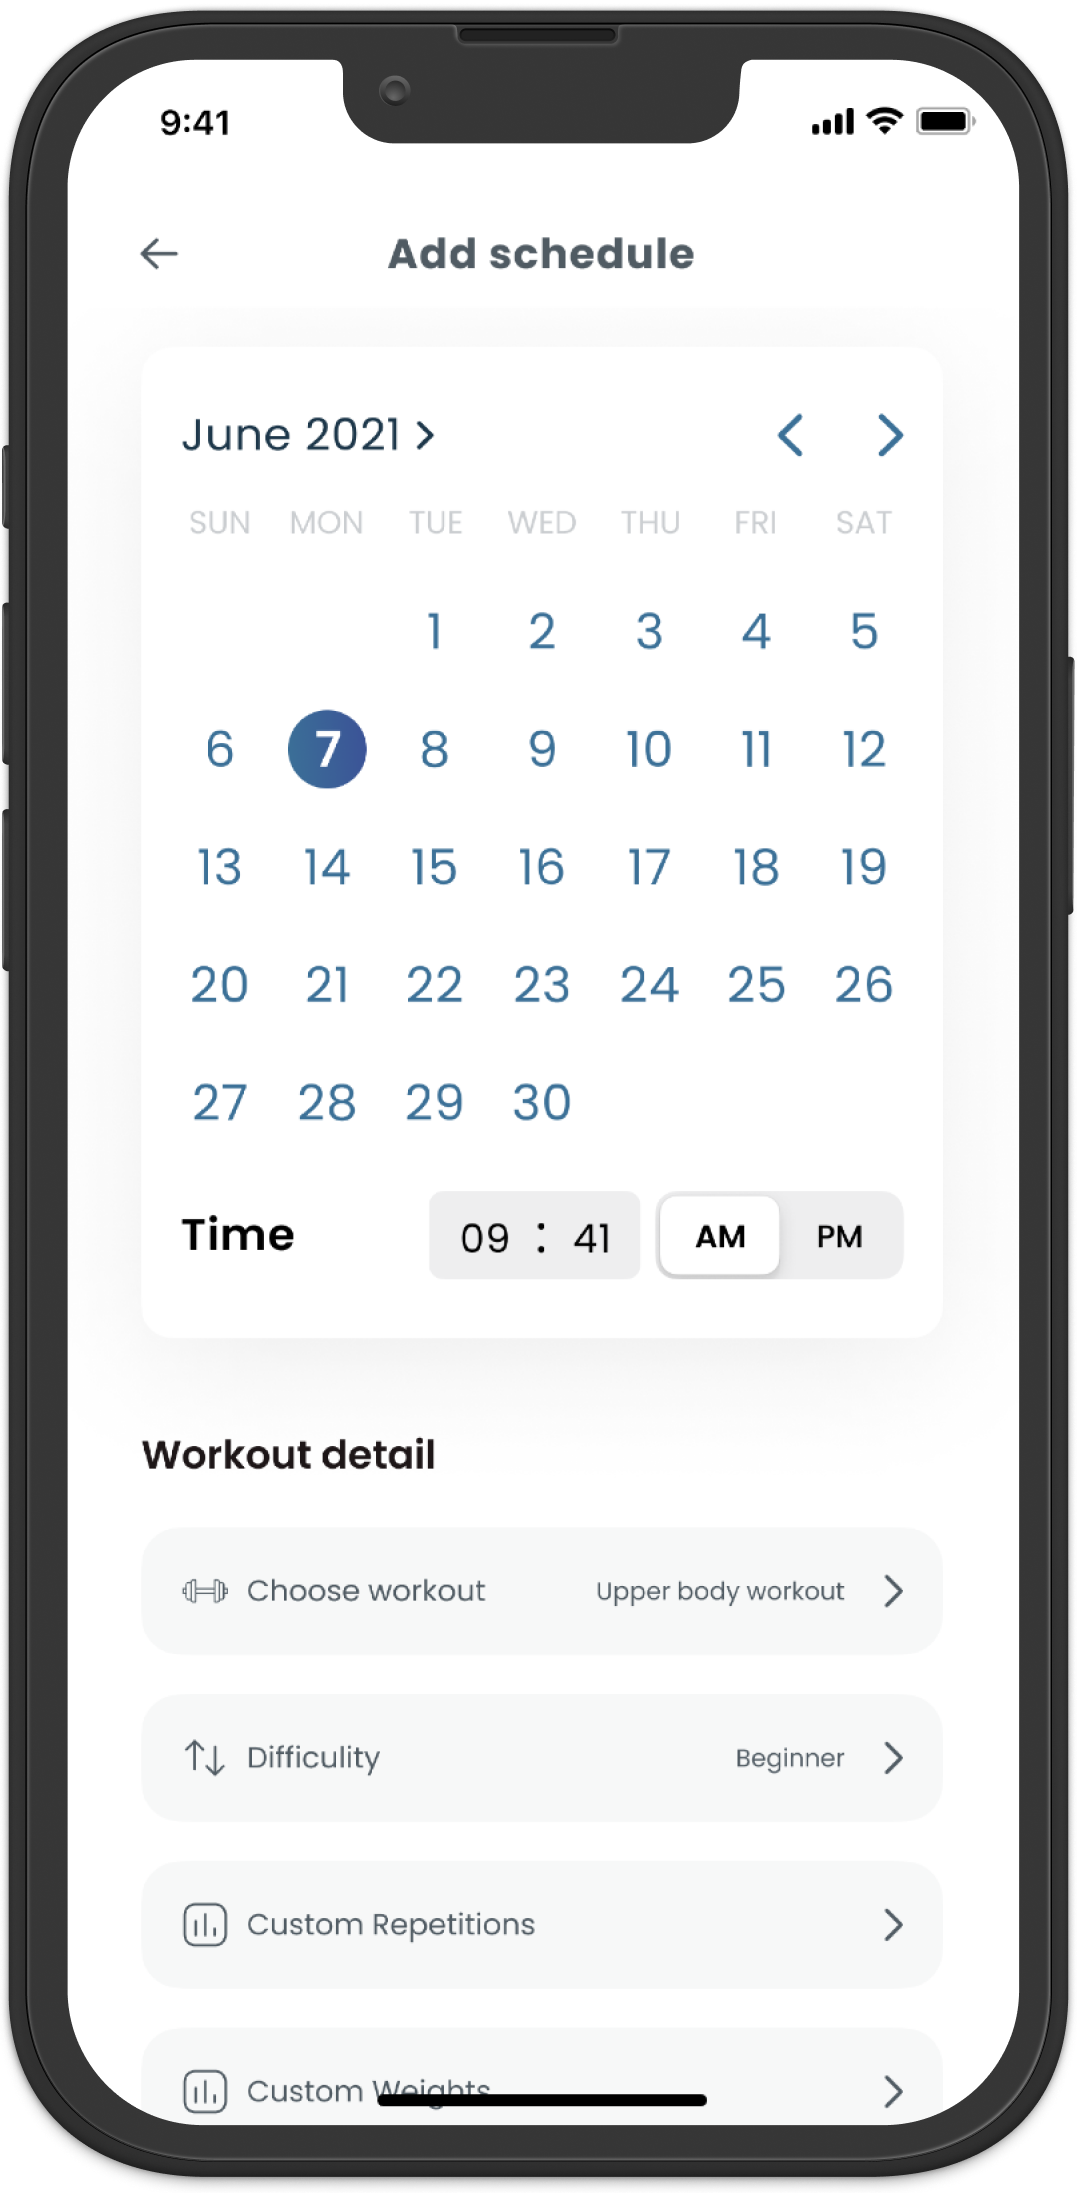 9:41
Add schedule
June 2021
SUN MON TUE WED THU FRI SAT
1 2 3 4 5
6 7 8 9 10 11 12
13 14 15 16 17 18 19
20 21 22 23 24 25 26
27 28 29 30
Time 09 : 41 AM PM
Workout detail
Choose workout Upper body workout
Difficulity Beginner
Custom Repetitions
Custom Weights